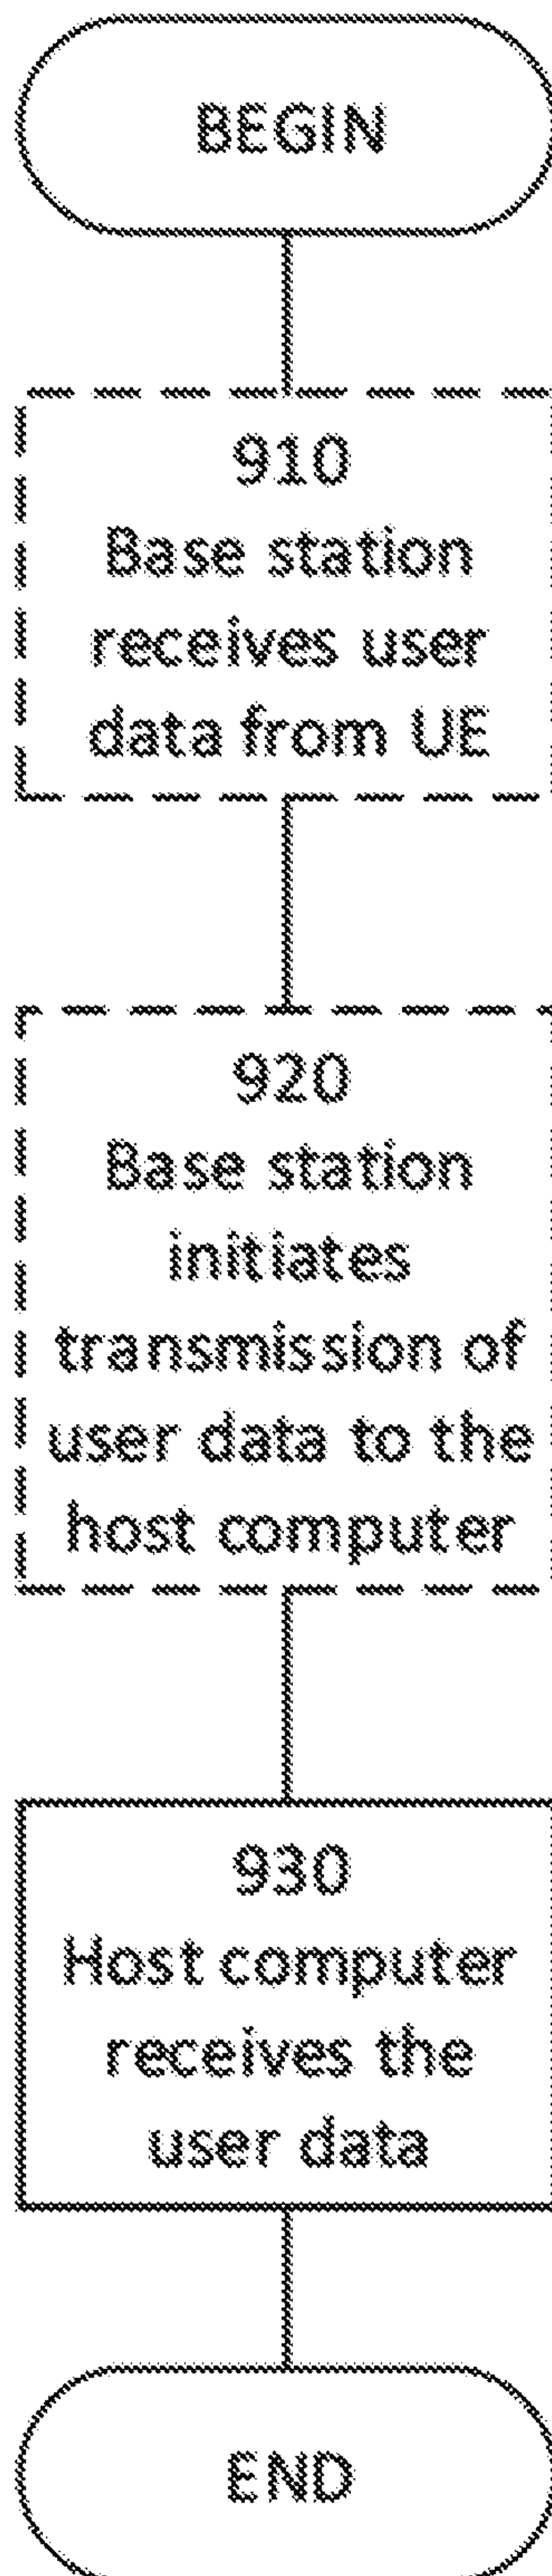 BEGIN
910
Base station
receives user
data from UE
920
Base station
initiates
transmission of
user data to the
host computer
930
Host computer
receives the
user data
END